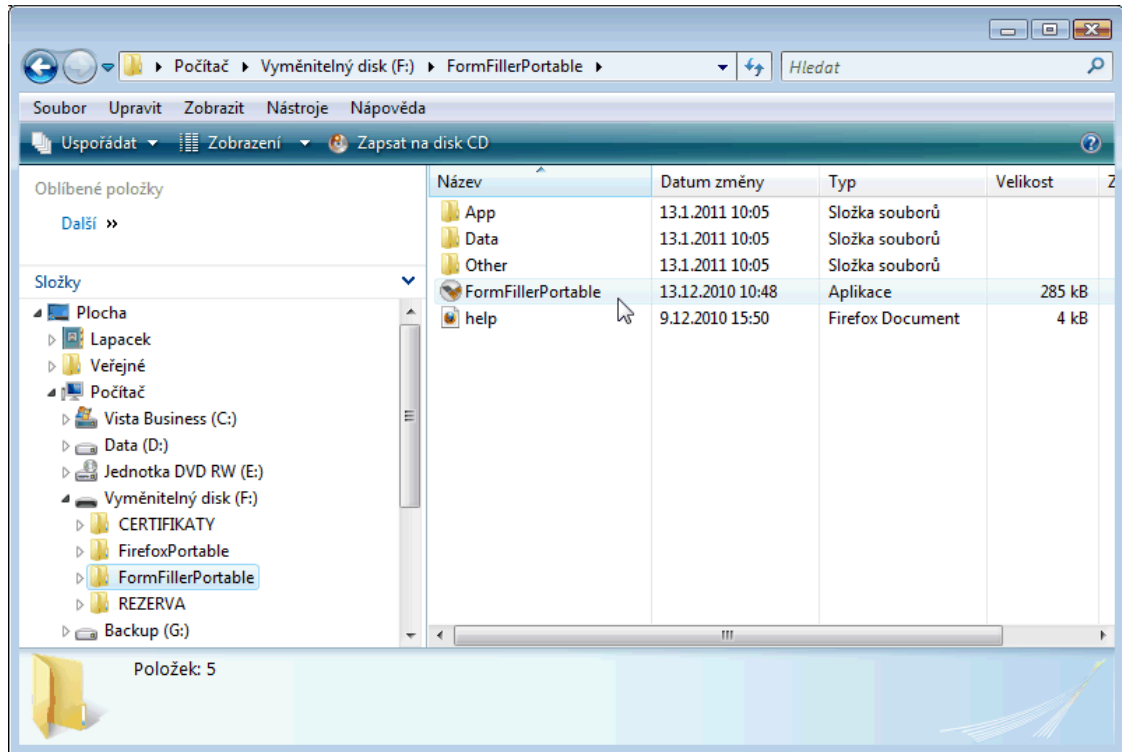 Počítač Vyměnitelný disk (F:) FormFillerPortable Hledat
Soubor Upravit Zobrazit Nástroje Nápověda
Uspořádat Zobrazení Zapsat na disk CD
Oblíbené položky
Další »
Složky
Plocha
Lapacek
Veřejné
Počítač
Vista Business (C:)
Data (D:)
Jednotka DVD RW (E:)
Vyměnitelný disk (F:)
CERTIFIKATY
FirefoxPortable
FormFillerPortable
REZERVA
Backup (G:)
Název Datum změny Typ Velikost Z
App 13.1.2011 10:05 Složka souborů
Data 13.1.2011 10:05 Složka souborů
Other 13.1.2011 10:05 Složka souborů
FormFillerPortable 13.12.2010 10:48 Aplikace 285 kB
help 9.12.2010 15:50 Firefox Document 4 kB
Položek: 5